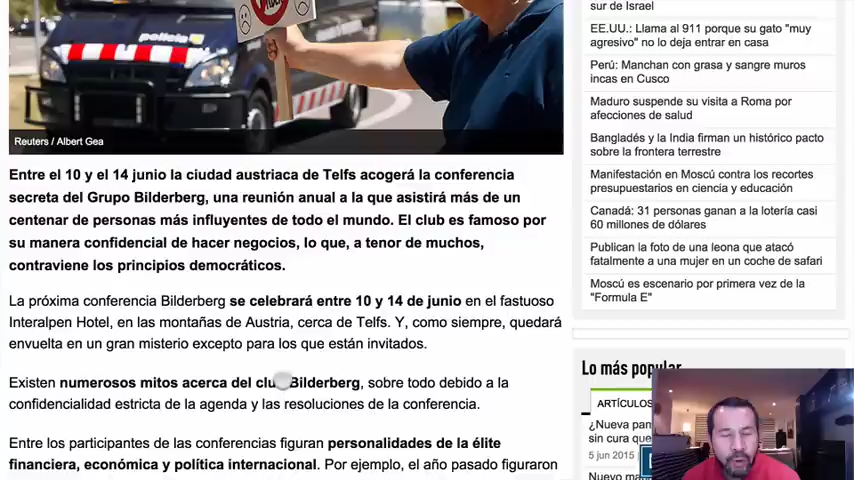 policia
Reuters / Albert Gea
Entre el 10 y el 14 junio la ciudad austriaca de Telfs acogerá la conferencia
secreta del Grupo Bilderberg, una reunión anual a la que asistirá más de un
centenar de personas más influyentes de todo el mundo. El club es famoso por
su manera confidencial de hacer negocios, lo que, a tenor de muchos,
contraviene los principios democráticos.
La próxima conferencia Bilderberg se celebrará entre 10 y 14 de junio en el fastuoso
Interalpen Hotel, en las montañas de Austria, cerca de Telfs. Y, como siempre, quedará
envuelta en un gran misterio excepto para los que están invitados.
Existen numerosos mitos acerca del club Bilderberg, sobre todo debido a la
confidencialidad estricta de la agenda y las resoluciones de la conferencia.
Entre los participantes de las conferencias figuran personalidades de la élite
financiera, económica y política internacional. Por ejemplo, el año pasado figuraron
sur de Israel
EE.UU.: Llama al 911 porque su gato "muy
agresivo" no lo deja entrar en casa
Perú: Manchan con grasa y sangre muros
incas en Cusco
Maduro suspende su visita a Roma por
afecciones de salud
Bangladés y la India firman un histórico pacto
sobre la frontera terrestre
Manifestación en Moscú contra los recortes
presupuestarios en ciencia y educación
Canadá: 31 personas ganan a la lotería casi
60 millones de dólares
Publican la foto de una leona que atacó
fatalmente a una mujer en un coche de safari
Moscú es escenario por primera vez de la
"Formula E"
Lo más popular
ARTÍCULOS
¿Nueva pan
sin cura que
5 jun 2015
Nuevo